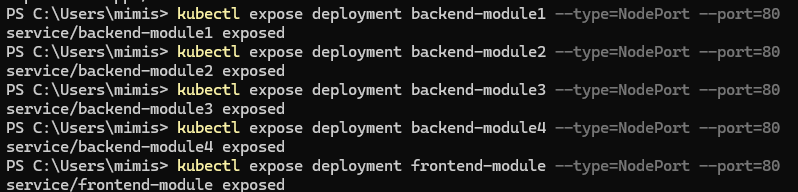 PS C:\Users\mimis> kubectl expose deployment backend-module1 --type=NodePort --port=80
service/backend-module1 exposed
PS C:\Users\mimis> kubectl expose deployment backend-module2 --type=NodePort --port=80
service/backend-module2 exposed
PS C:\Users\mimis> kubectl expose deployment backend-module3 --type=NodePort --port=80
service/backend-module3 exposed
PS C:\Users\mimis> kubectl expose deployment backend-module4 --type=NodePort --port=80
service/backend-module4 exposed
PS C:\Users\mimis> kubectl expose deployment frontend-module --type=NodePort --port=80
service/frontend-module exposed